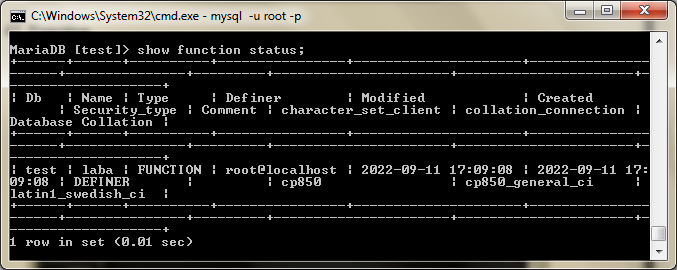 C:\Windows\System32\cmd.exe - mysql -u root -p
MariaDB [test]> show function status;
+------+------+----------+----------------+---------------------+---------------
------+---------------+---------+----------------------+----------------------+-
-------------------+
| Db   | Name | Type     | Definer        | Modified            | Created
      | Security_type | Comment | character_set_client | collation_connection |
Database Collation |
+------+------+----------+----------------+---------------------+---------------
------+---------------+---------+----------------------+----------------------+-
-------------------+
| test | laba | FUNCTION | root@localhost | 2022-09-11 17:09:08 | 2022-09-11 17:
09:08 | DEFINER       |         | cp850                | cp850_general_ci     |
latin1_swedish_ci  |
+------+------+----------+----------------+---------------------+---------------
------+---------------+---------+----------------------+----------------------+-
-------------------+
1 row in set (0.01 sec)